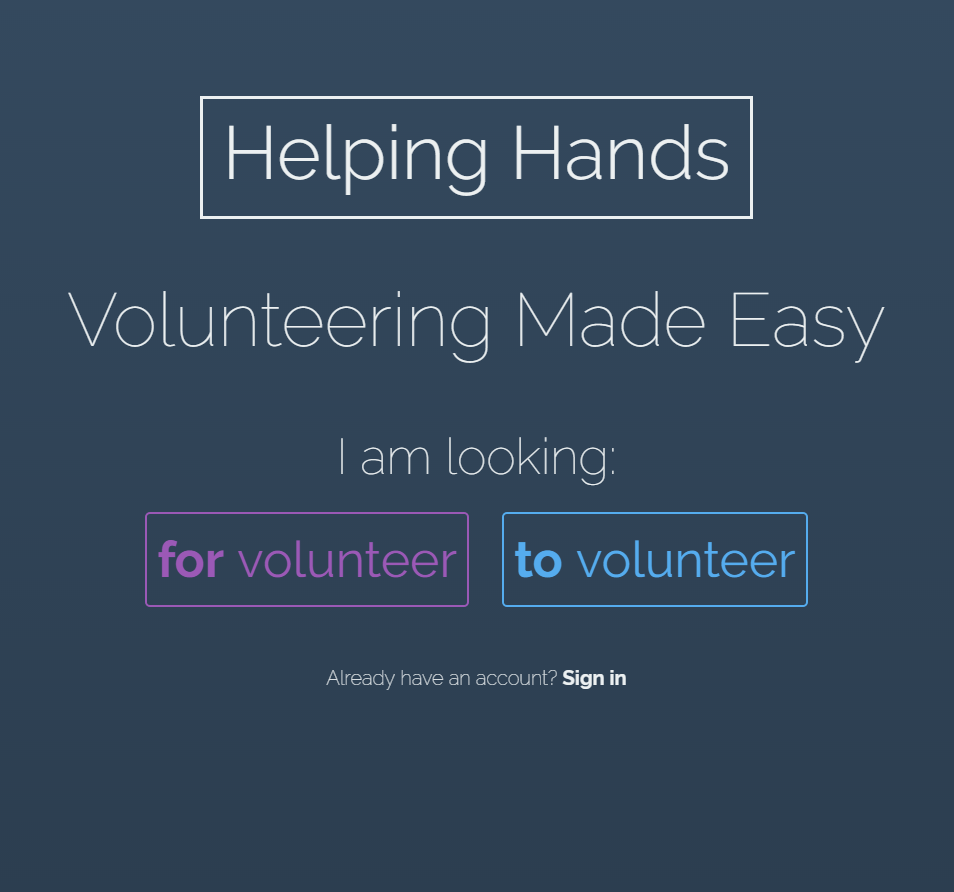 Helping Hands
Volunteering Made Easy
I am looking:
for volunteer
to volunteer
Already have an account? Sign in